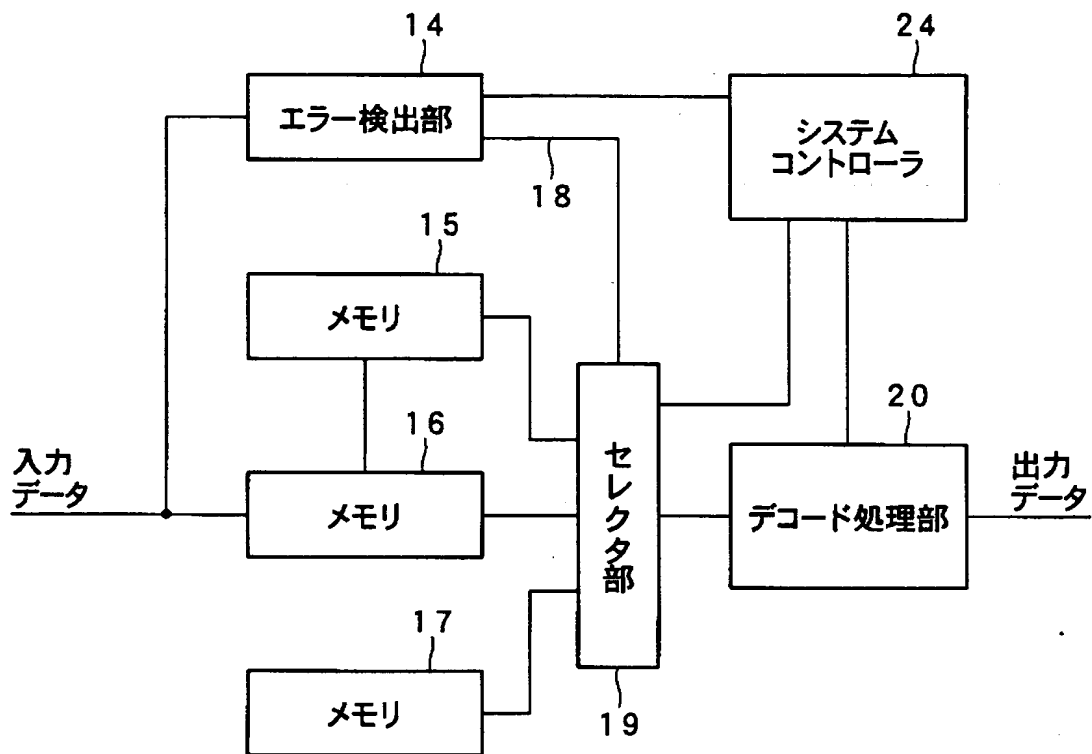 14
エラー検出部
24
システム
コントローラ
18
15
メモリ
16
メモリ
入力
データ
セレクタ部
20
デコード処理部
出力
データ
17
メモリ
19